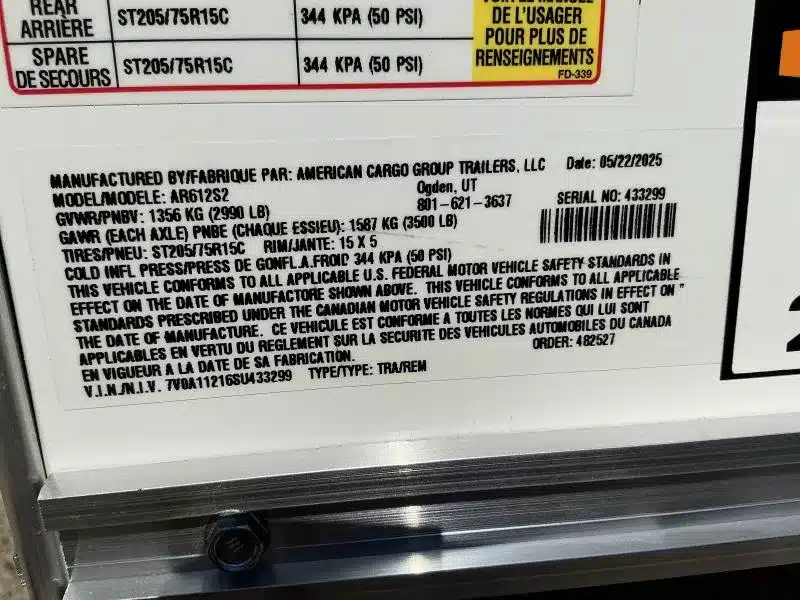 REAR
ARRIÈRE
ST205/75R15C
344 KPA (50 PSI)
SPARE
DE SECOURS
ST205/75R15C
344 KPA (50 PSI)
DE L'USAGER
POUR PLUS DE
RENSEIGNEMENTS
FD-339
MANUFACTURED BY/FABRIQUE PAR: AMERICAN CARGO GROUP TRAILERS, LLC Date: 05/22/2025
MODEL/MODELE: AR612S2 Ogden, UT
GVWR/PNBV: 1356 KG (2990 LB) 801-621-3637 SERIAL NO: 433299
GAWR (EACH AXLE) PNBE (CHAQUE ESSIEU): 1587 KG (3500 LB)
TIRES/PNEU: ST205/75R15C RIM/JANTE: 15 X 5
COLD INFL PRESS/PRESS DE GONFL.A.FROID 344 KPA (50 PSI)
THIS VEHICLE CONFORMS TO ALL APPLICABLE U.S. FEDERAL MOTOR VEHICLE SAFETY STANDARDS IN
EFFECT ON THE DATE OF MANUFACTORE SHOWN ABOVE. THIS VEHICLE CONFORMS TO ALL APPLICABLE
STANDARDS PRESCRIBED UNDER THE CANADIAN MOTOR VEHICLE SAFETY REGULATIONS IN EFFECT ON "
THE DATE OF MANUFACTURE. CE VEHICULE EST CONFORME A TOUTES LES NORMES QUI LUI SONT
APPLICABLES EN VERTU DU REGLEMENT SUR LA SECURITE DES VEHICULES AUTOMOBILES DU CANADA
EN VIGUEUR A LA DATE DE SA FABRICATION. ORDER: 482527
V.I.N./N.I.V. 7V0A11216SU433299 TYPE/TYPE: TRA/REM